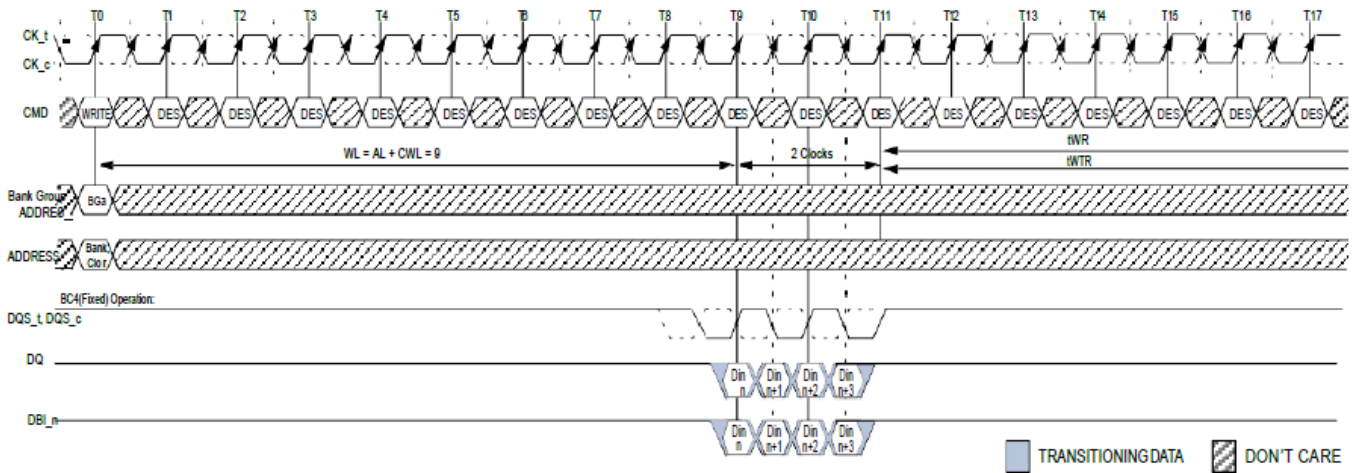 T0 T1 T2 T3 T4 T5 T6 T7 T8 T9 T10 T11 T12 T13 T14 T15 T16 T17
CK_t
CK_c
CMD WRITE DES DES DES DES DES DES DES DES DES DES DES DES DES DES DES DES DES
WL = AL + CWL = 9 2 Clocks tWR
tWTR
Bank Group
ADDRE BGa
ADDRESS Bank,
BC4(Fixed) Operation:
DQS_t, DQS_c
DQ
Din n Din n+1 Din n+2 Din n+3
DBI_n
Din n Din n+1 Din n+2 Din n+3
TRANSITIONING DATA DON'T CARE